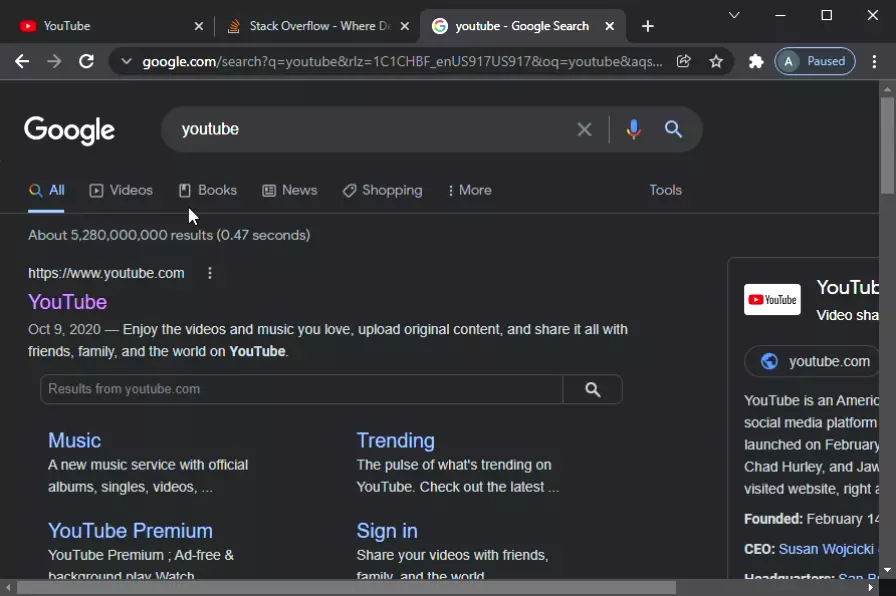 YouTube
Stack Overflow - Where De
youtube - Google Search
google.com/search?q=youtube&rlz=1C1CHBF_enUS917US917&oq=youtube&aqs...
A Paused
Google
youtube
All Videos Books News Shopping More Tools
About 5,280,000,000 results (0.47 seconds)
https://www.youtube.com
YouTube
Oct 9, 2020 — Enjoy the videos and music you love, upload original content, and share it all with
friends, family, and the world on YouTube.
Results from youtube.com
Music
A new music service with official
albums, singles, videos, ...
Trending
The pulse of what's trending on
YouTube. Check out the latest ...
YouTube Premium
YouTube Premium ; Ad-free &
background play Watch
Sign in
Share your videos with friends,
family, and the world
YouTube
YouTub
Video sha
youtube.com
YouTube is an Americ
social media platform
launched on February
Chad Hurley, and Jaw
visited website, right a
Founded: February 14
CEO: Susan Wojcicki
Headquarters: San Br